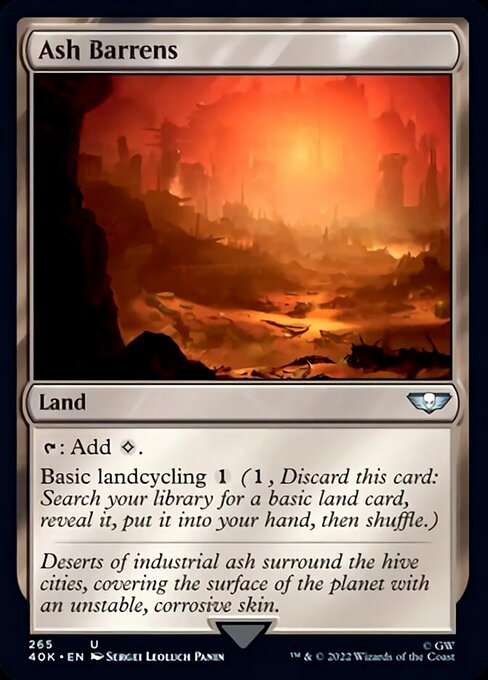 Ash Barrens
Land
: Add .
Basic landcycling 1 (1, Discard this card:
Search your library for a basic land card,
reveal it, put it into your hand, then shuffle.)
Deserts of industrial ash surround the hive
cities, covering the surface of the planet with
an unstable, corrosive skin.
265 U
40K • EN Sergei Leoluch Panin
© GW
™ & © 2022 Wizards of the Coast